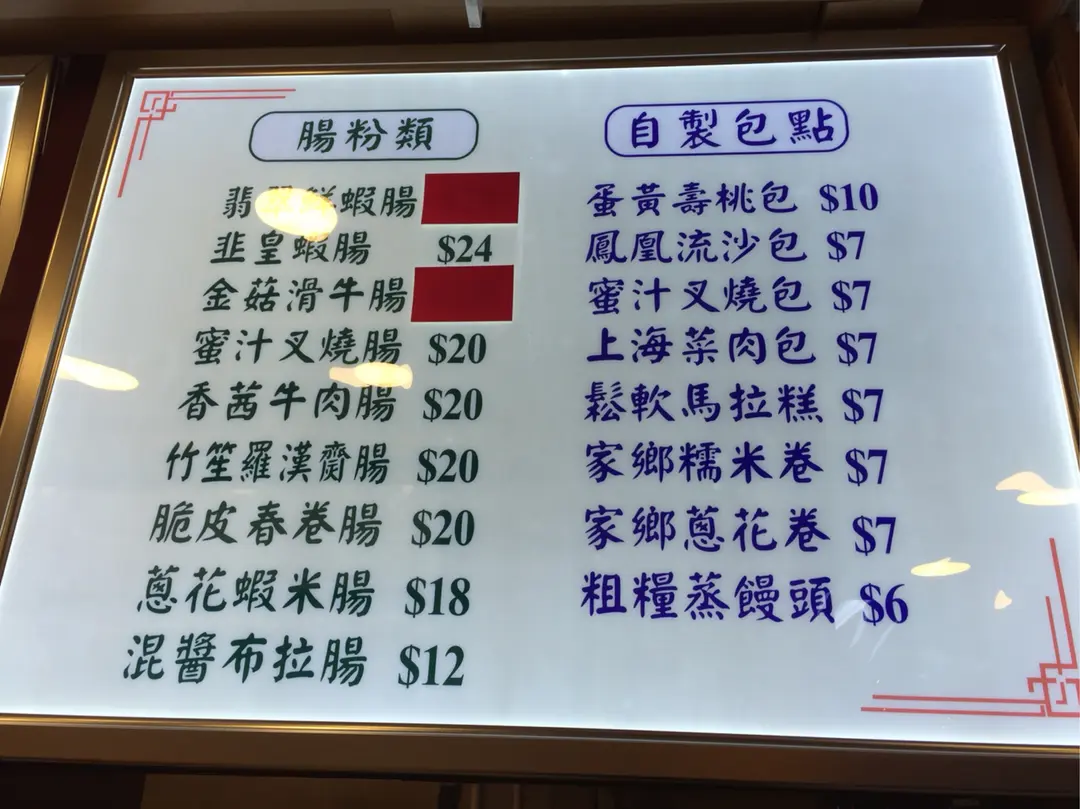 腸粉類
翡 蝦腸
韭皇蝦腸 $24
金菇滑牛腸
蜜汁叉燒腸 $20
香茜牛肉腸 $20
竹笙羅漢齋腸 $20
脆皮春卷腸 $20
蔥花蝦米腸 $18
混醬布拉腸 $12
自製包點
蛋黃壽桃包 $10
鳳凰流沙包 $7
蜜汁叉燒包 $7
上海菜肉包 $7
鬆軟馬拉糕 $7
家鄉糯米卷 $7
家鄉蔥花卷 $7
粗糧蒸饅頭 $6